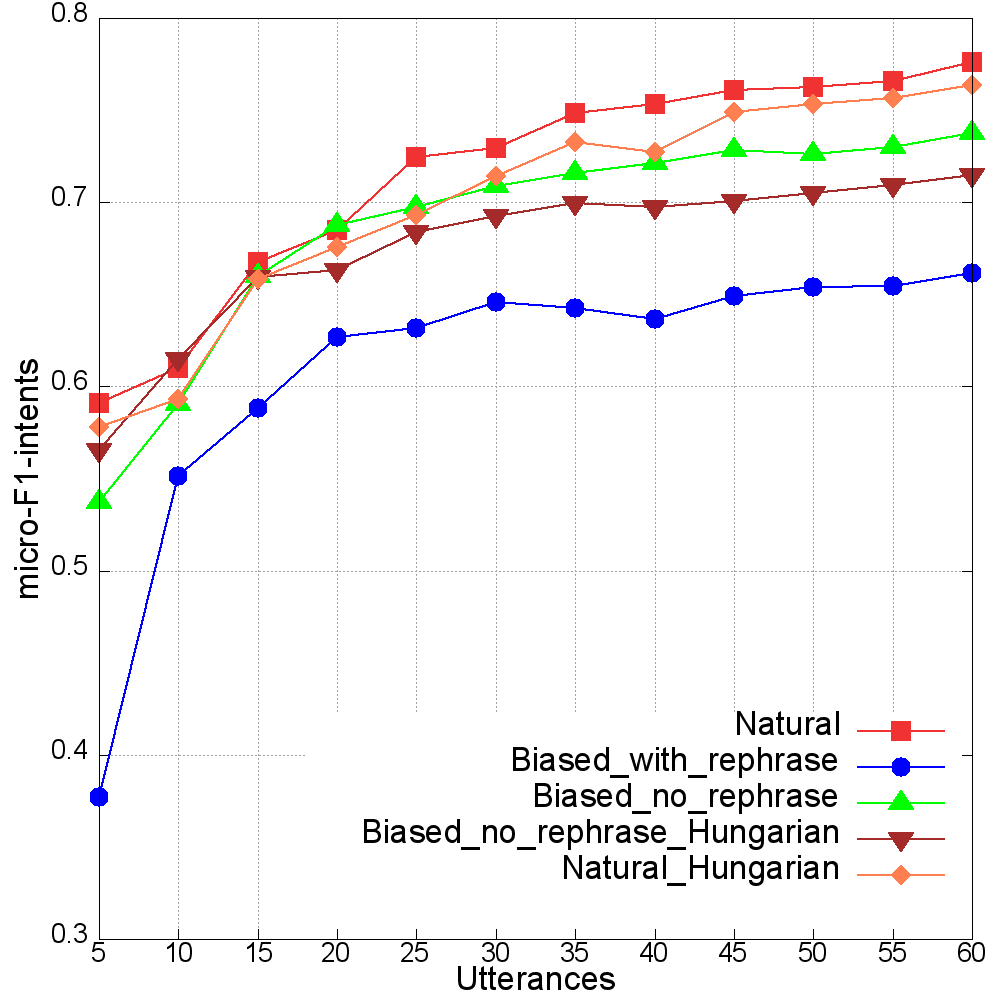 0.8
0.7
0.6
0.5
0.4
0.3
micro-F1-intents
Natural
Biased_with_rephrase
Biased_no_rephrase
Biased_no_rephrase_Hungarian
Natural_Hungarian
5 10 15 20 25 30 35 40 45 50 55 60
Utterances